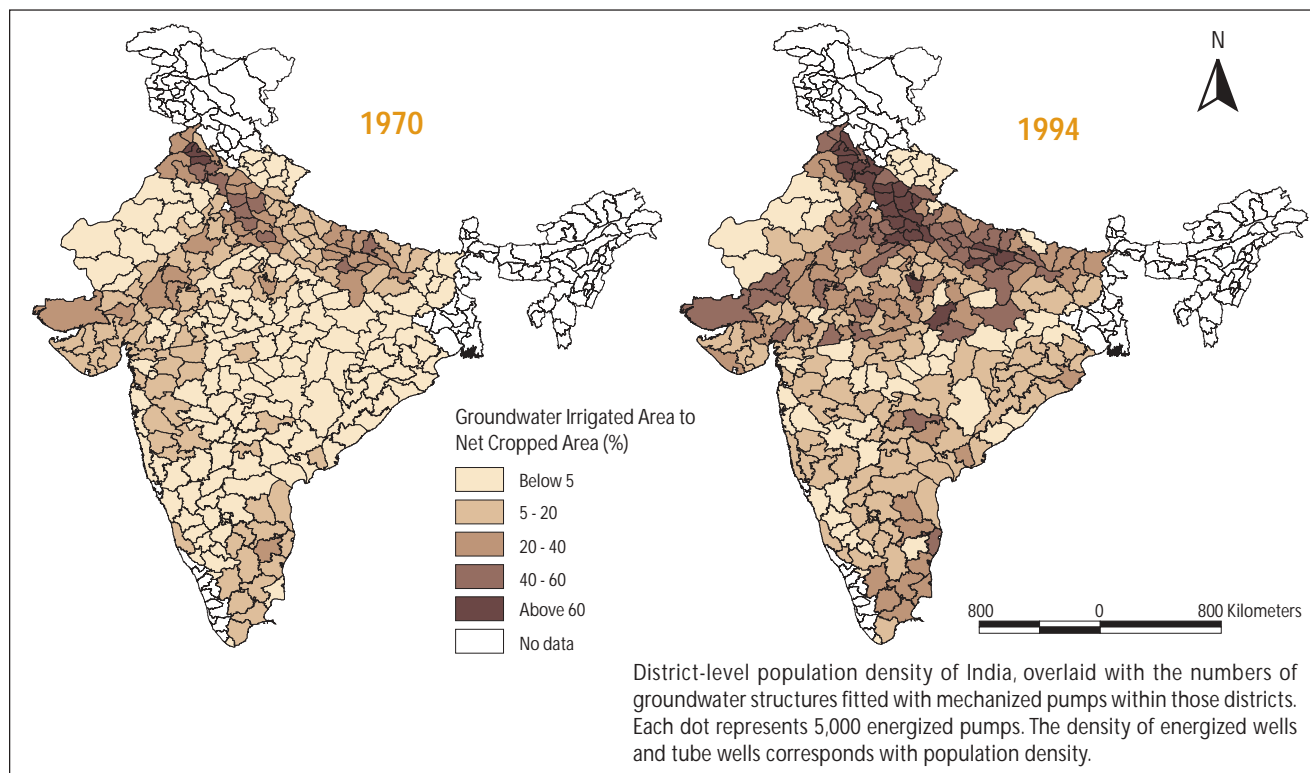 1970
1994
N
Groundwater Irrigated Area to
Net Cropped Area (%)
Below 5
5 - 20
20 - 40
40 - 60
Above 60
No data
800 0 800 Kilometers
District-level population density of India, overlaid with the numbers of
groundwater structures fitted with mechanized pumps within those districts.
Each dot represents 5,000 energized pumps. The density of energized wells
and tube wells corresponds with population density.